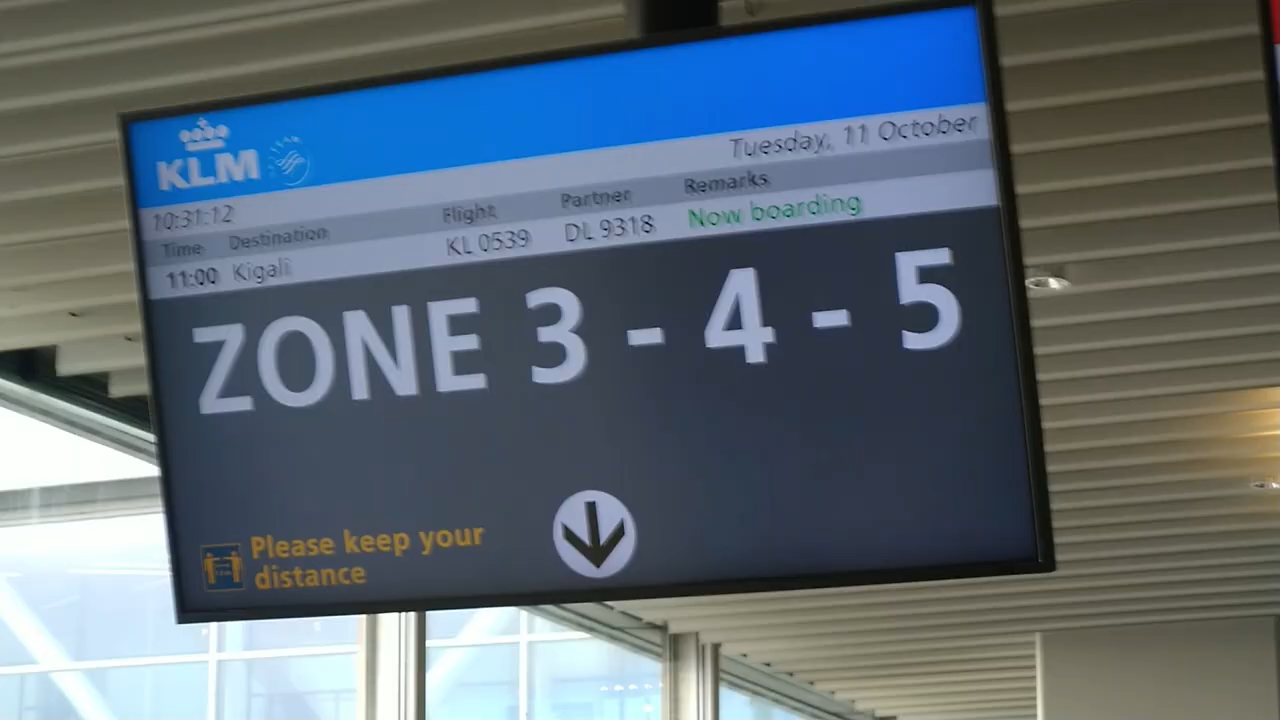 KLM
Tuesday, 11 October
10:31:12
Time Destination Flight Partner Remarks
11:00 Kigali KL 0539 DL 9318 Now boarding
ZONE 3 - 4 - 5
Please keep your
distance